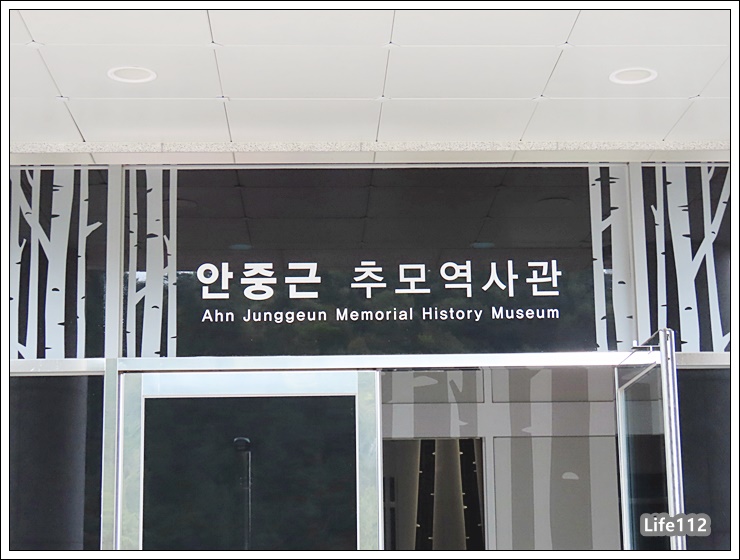 안중근 추모역사관
Ahn Junggeun Memorial History Museum
Life112